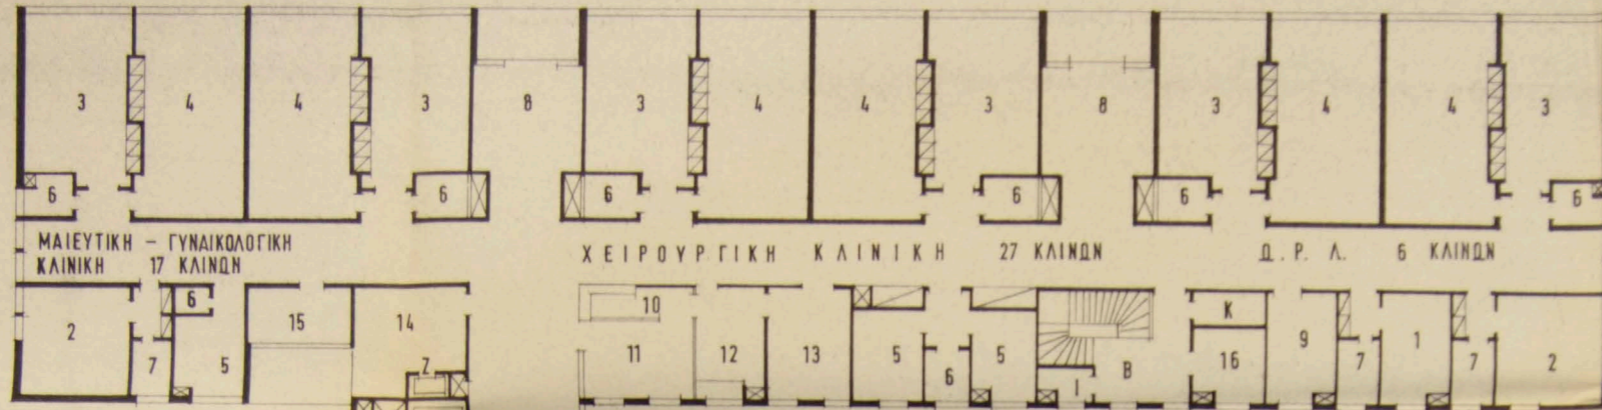 3 4 4 3 8 3 4 4 3 8 3 4 4 3
6 6 6 6 6 6
ΜΑΙΕΥΤΙΚΗ – ΓΥΝΑΙΚΟΛΟΓΙΚΗ
ΚΛΙΝΙΚΗ 17 ΚΛΙΝΩΝ
ΧΕΙΡΟΥΡΓΙΚΗ ΚΛΙΝΙΚΗ 27 ΚΛΙΝΩΝ
Ω.Ρ.Λ. 6 ΚΛΙΝΩΝ
6 10 Κ
2 15 14 11 12 13 5 5 9 1 2
7 5 Ζ 6 Ι Β 16 7 7